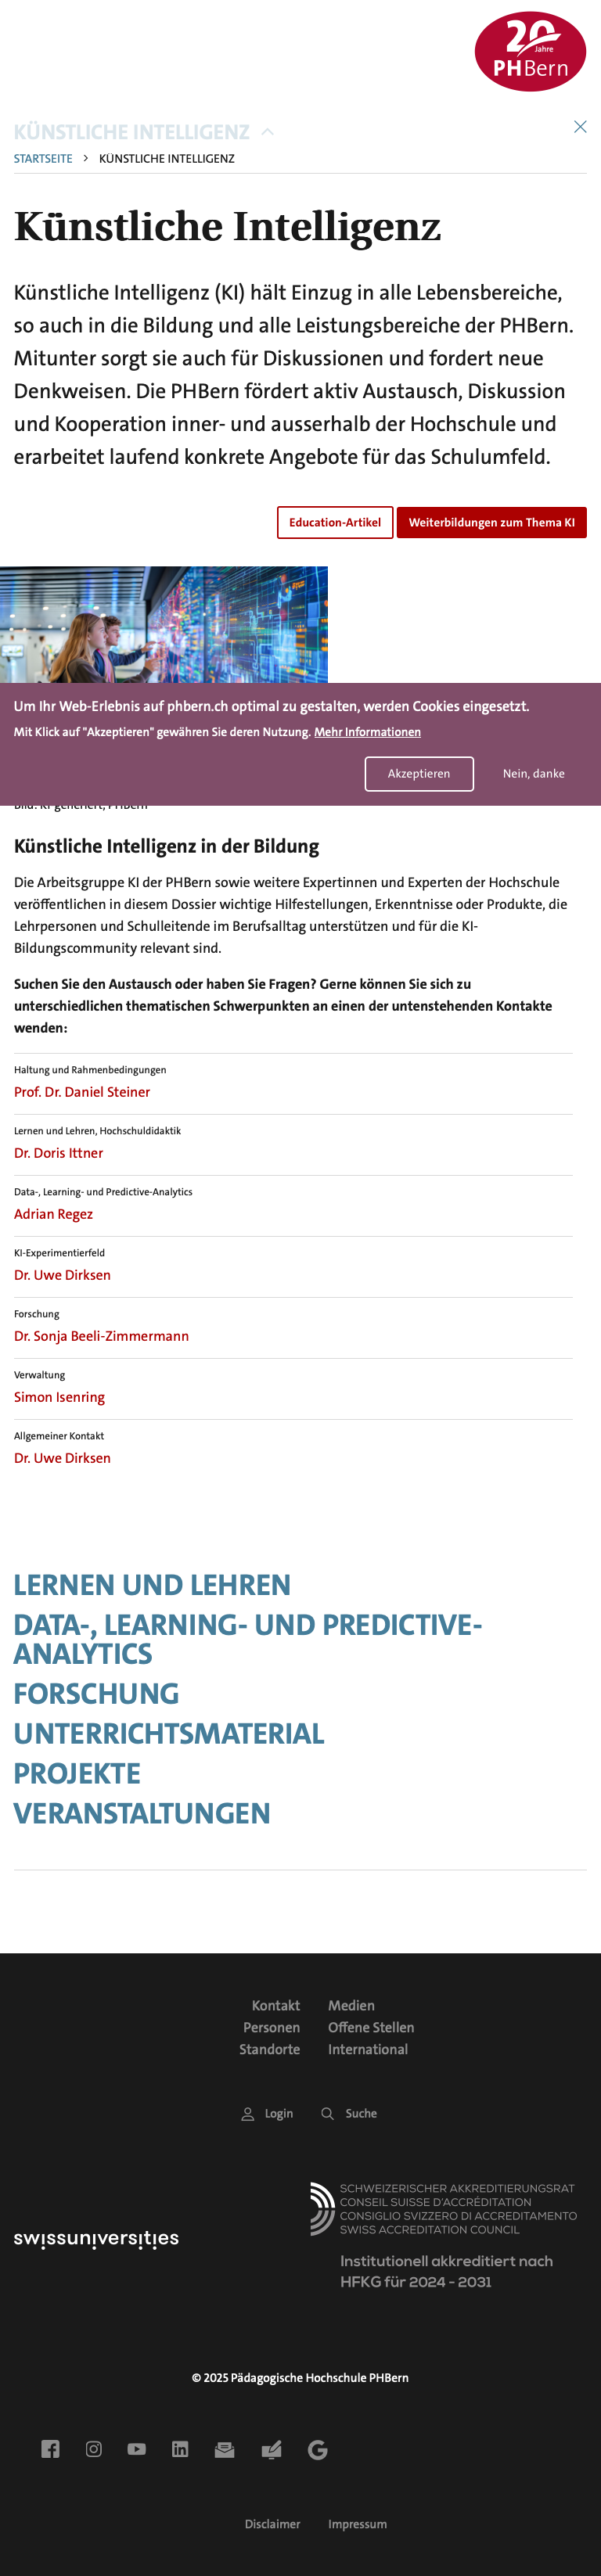 20
Jahre
PHBern
KÜNSTLICHE INTELLIGENZ
STARTSEITE > KÜNSTLICHE INTELLIGENZ
Künstliche Intelligenz
Künstliche Intelligenz (KI) hält Einzug in alle Lebensbereiche,
so auch in die Bildung und alle Leistungsbereiche der PHBern.
Mitunter sorgt sie auch für Diskussionen und fordert neue
Denkweisen. Die PHBern fördert aktiv Austausch, Diskussion
und Kooperation inner- und ausserhalb der Hochschule und
erarbeitet laufend konkrete Angebote für das Schulumfeld.
Education-Artikel Weiterbildungen zum Thema KI
Um Ihr Web-Erlebnis auf phbern.ch optimal zu gestalten, werden Cookies eingesetzt.
Mit Klick auf "Akzeptieren" gewähren Sie deren Nutzung. Mehr Informationen
Akzeptieren Nein, danke
Künstliche Intelligenz in der Bildung
Die Arbeitsgruppe KI der PHBern sowie weitere Expertinnen und Experten der Hochschule
veröffentlichen in diesem Dossier wichtige Hilfestellungen, Erkenntnisse oder Produkte, die
Lehrpersonen und Schulleitende im Berufsalltag unterstützen und für die KI-
Bildungscommunity relevant sind.
Suchen Sie den Austausch oder haben Sie Fragen? Gerne können Sie sich zu
unterschiedlichen thematischen Schwerpunkten an einen der untenstehenden Kontakte
wenden:
Haltung und Rahmenbedingungen
Prof. Dr. Daniel Steiner
Lernen und Lehren, Hochschuldidaktik
Dr. Doris Ittner
Data-, Learning- und Predictive-Analytics
Adrian Regez
KI-Experimentierfeld
Dr. Uwe Dirksen
Forschung
Dr. Sonja Beeli-Zimmermann
Verwaltung
Simon Isenring
Allgemeiner Kontakt
Dr. Uwe Dirksen
LERNEN UND LEHREN
DATA-, LEARNING- UND PREDICTIVE-
ANALYTICS
FORSCHUNG
UNTERRICHTSMATERIAL
PROJEKTE
VERANSTALTUNGEN
Kontakt Medien
Personen Offene Stellen
Standorte International
Login Suche
swissuniversities
SCHWEIZERISCHER AKKREDITIERUNGSRAT
CONSEIL SUISSE D'ACCRÉDITATION
CONSIGLIO SVIZZERO DI ACCREDITAMENTO
SWISS ACCREDITATION COUNCIL
Institutionell akkreditiert nach
HFKG für 2024 - 2031
© 2025 Pädagogische Hochschule PHBern
Disclaimer Impressum